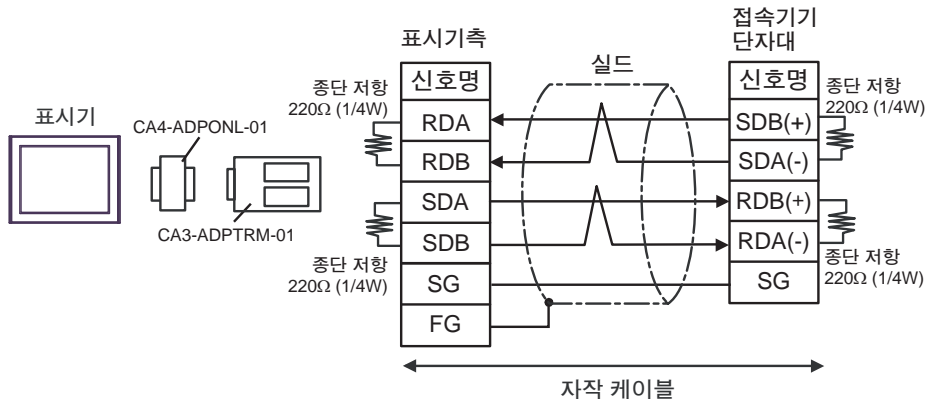 표시기
CA4-ADPONL-01
CA3-ADPTRM-01
표시기측
종단 저항
220Ω (1/4W)
종단 저항
220Ω (1/4W)
신호명
RDA
RDB
SDA
SDB
SG
FG
실드
접속기기
단자대
신호명
SDB(+)
SDA(-)
RDB(+)
RDA(-)
SG
종단 저항
220Ω (1/4W)
종단 저항
220Ω (1/4W)
자작 케이블